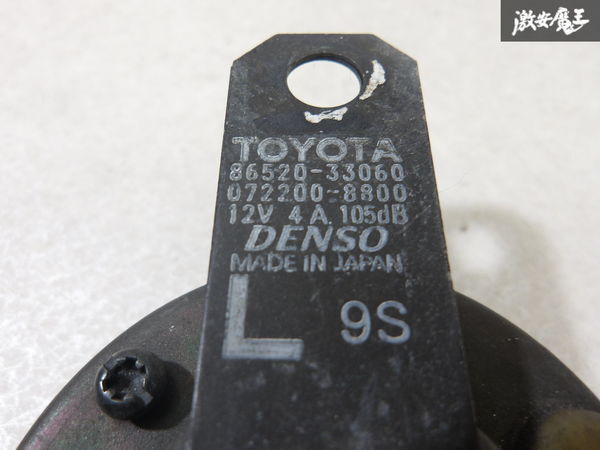 激安魔王
TOYOTA
86520-33060
072200-8800
12V 4A 105dB
DENSO
MADE IN JAPAN
L 9S